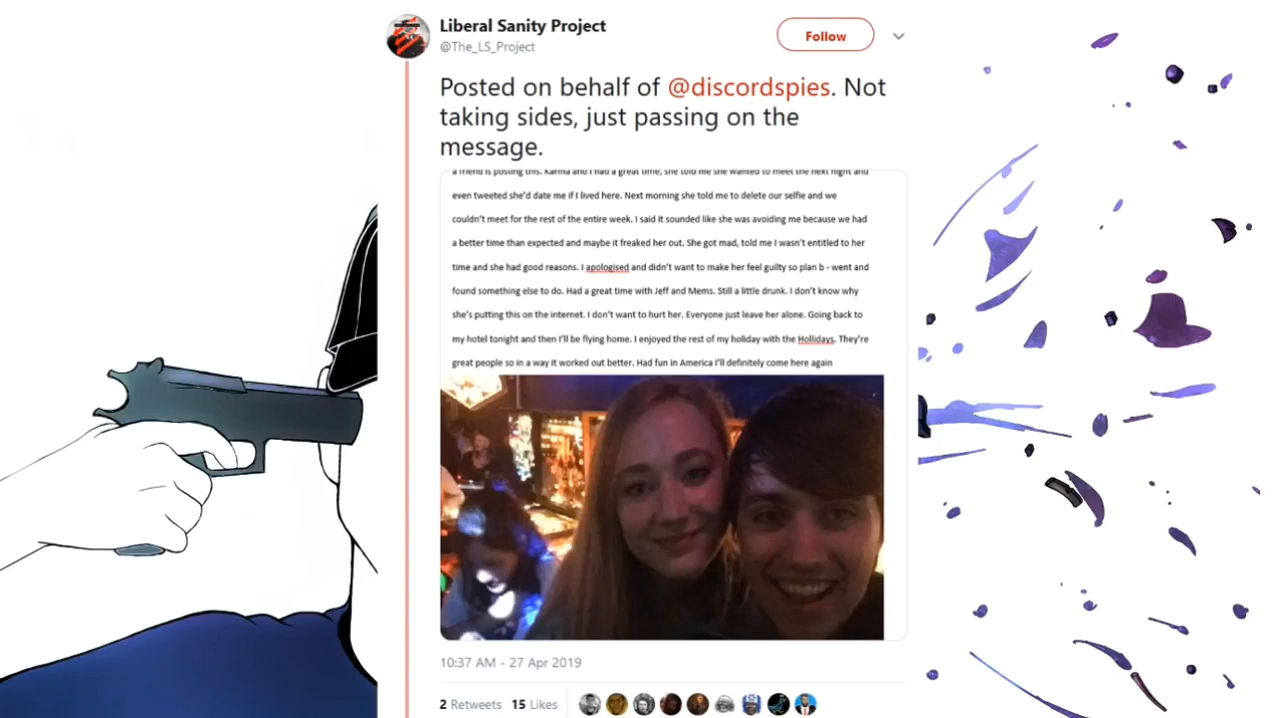 Liberal Sanity Project
@The_LS_Project
Follow
Posted on behalf of @discordspies. Not
taking sides, just passing on the
message.
a friend is posting this. Karma and I had a great time, she told me she wanted to meet the next night and
even tweeted she'd date me if I lived here. Next morning she told me to delete our selfie and we
couldn't meet for the rest of the entire week. I said it sounded like she was avoiding me because we had
a better time than expected and maybe it freaked her out. She got mad, told me I wasn't entitled to her
time and she had good reasons. I apologised and didn't want to make her feel guilty so plan b - went and
found something else to do. Had a great time with Jeff and Mems. Still a little drunk. I don't know why
she's putting this on the internet. I don't want to hurt her. Everyone just leave her alone. Going back to
my hotel tonight and then I'll be flying home. I enjoyed the rest of my holiday with the Hollidays. They're
great people so in a way it worked out better. Had fun in America I'll definitely come here again
10:37 AM - 27 Apr 2019
2 Retweets 15 Likes